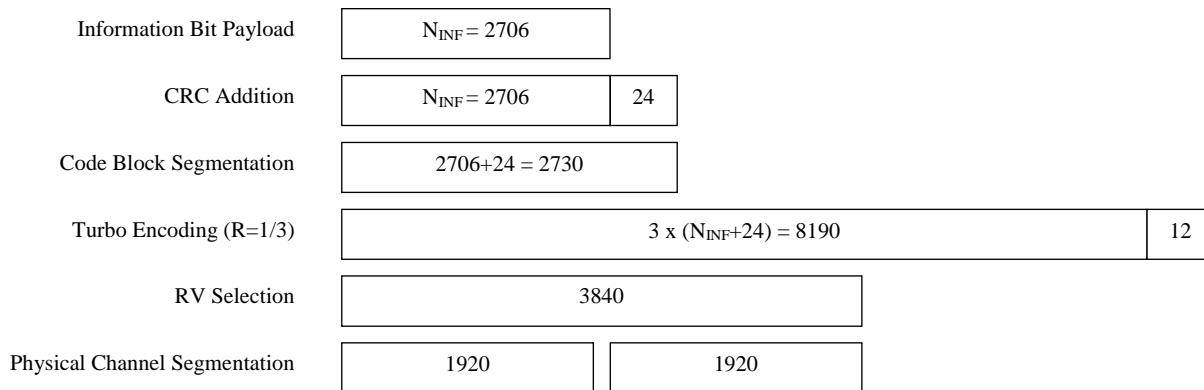 Information Bit Payload N_INF = 2706
CRC Addition N_INF = 2706 24
Code Block Segmentation 2706+24 = 2730
Turbo Encoding (R=1/3) 3 x (N_INF+24) = 8190 12
RV Selection 3840
Physical Channel Segmentation 1920 1920